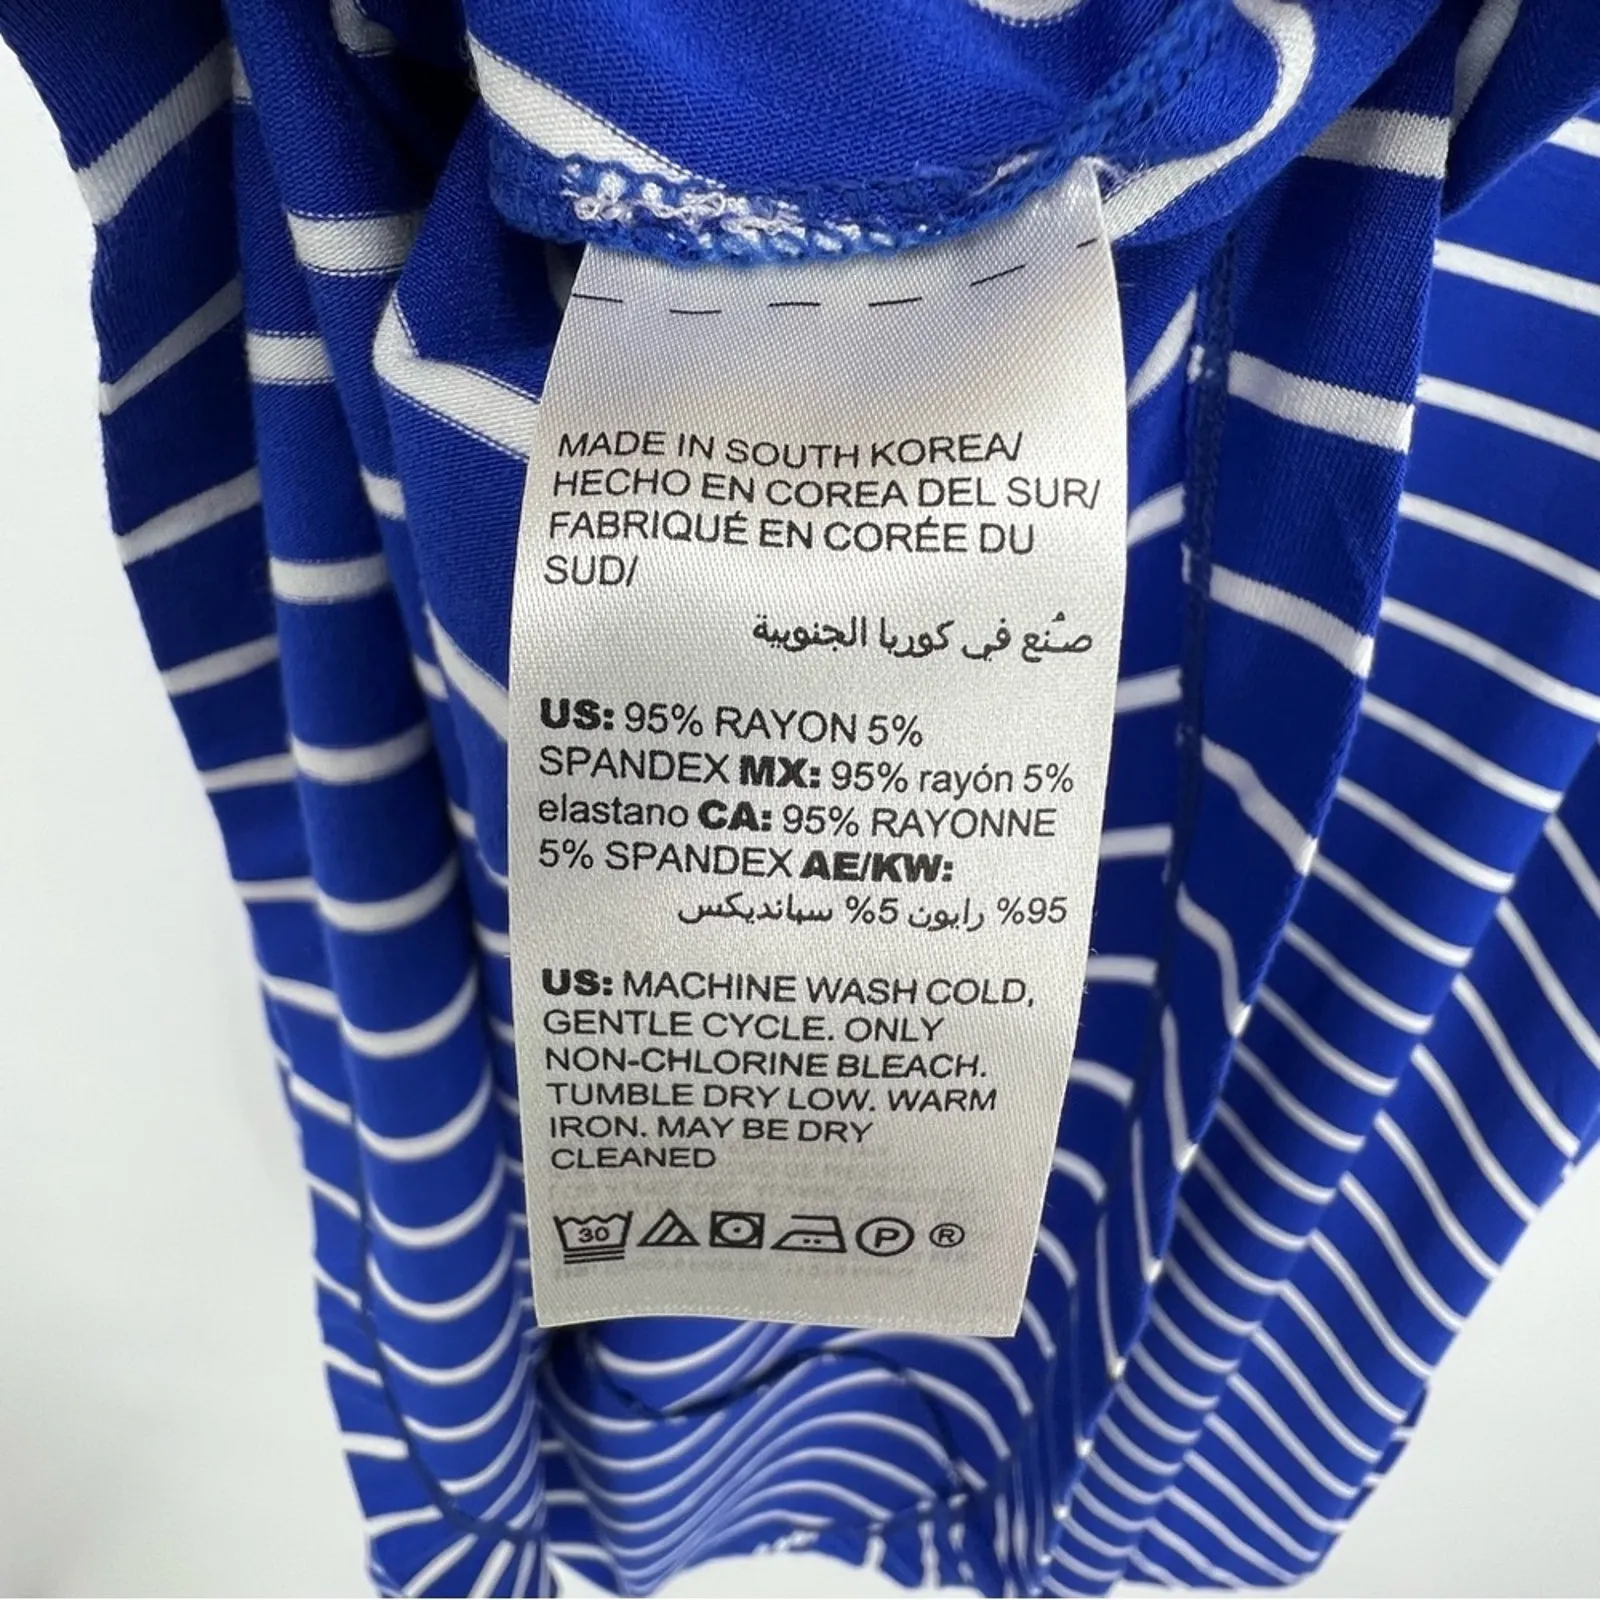 MADE IN SOUTH KOREA/
HECHO EN COREA DEL SUR/
FABRIQUÉ EN CORÉE DU
SUD/
صُنع في كوريا الجنوبية
US: 95% RAYON 5%
SPANDEX MX: 95% rayón 5%
elastano CA: 95% RAYONNE
5% SPANDEX AE/KW:
95% رايون 5% سباندیکس
US: MACHINE WASH COLD,
GENTLE CYCLE. ONLY
NON-CHLORINE BLEACH.
TUMBLE DRY LOW. WARM
IRON. MAY BE DRY
CLEANED
30 P ®